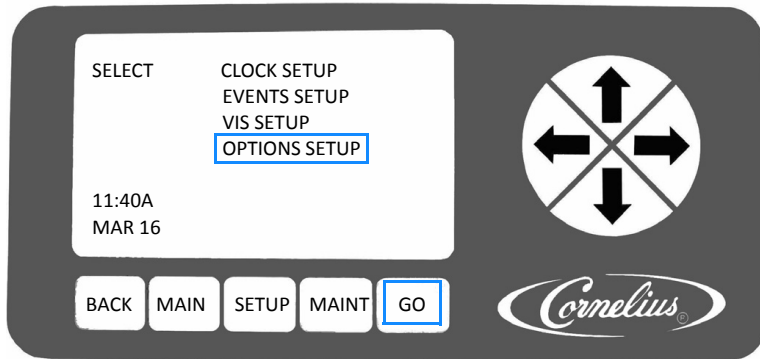 SELECT CLOCK SETUP
EVENTS SETUP
VIS SETUP
OPTIONS SETUP
11:40A
MAR 16
BACK MAIN SETUP MAINT GO
Cornelius®